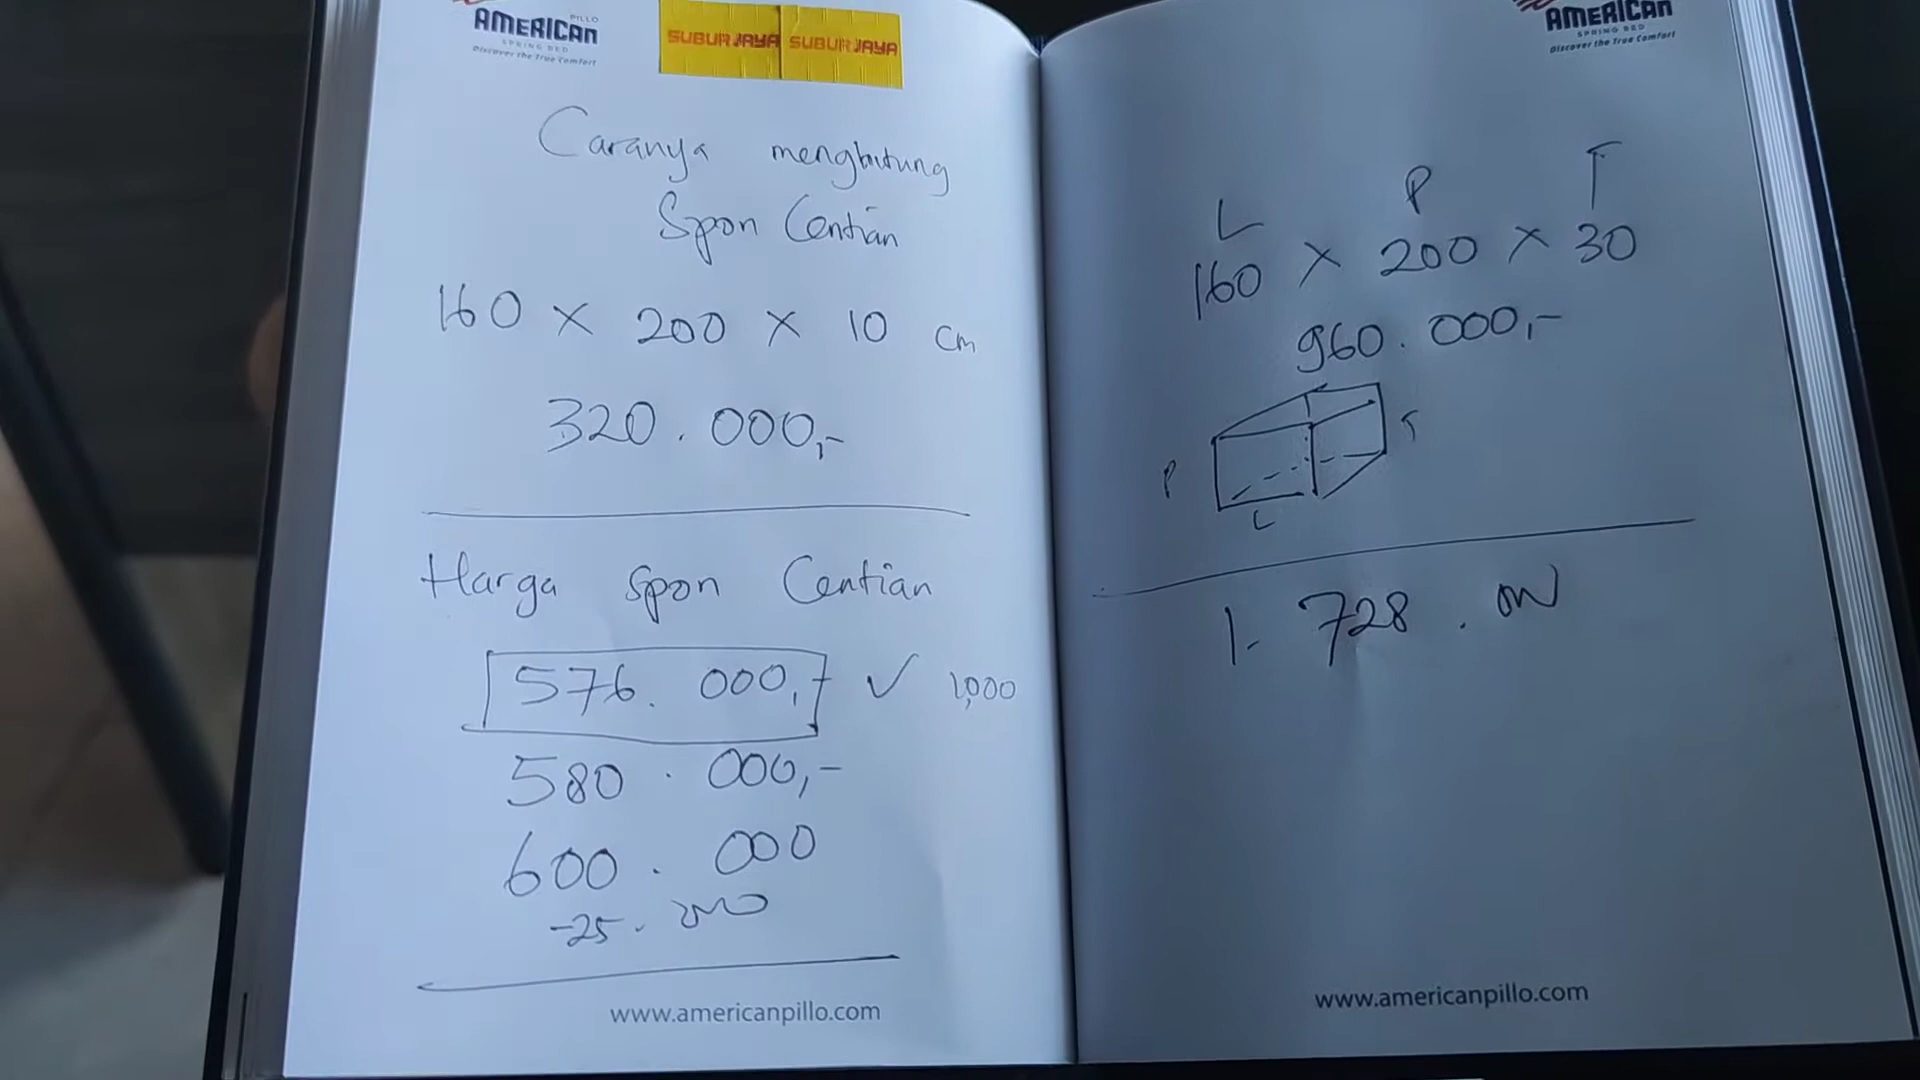 PILLO
AMERICAN
SPRING BED
Discover the True Comfort
SUBUR JAYA SUBUR JAYA
Caranya menghitung
Spon Centian
160 x 200 x 10 cm
320.000,-
Harga Spon Centian
576.000,- ✓ 1,000
580.000,-
600.000
-25.000
www.americanpillo.com
AMERICAN
SPRING BED
Discover the True Comfort
L P T
160 x 200 x 30
960.000,-
P T
L
1.728.000
www.americanpillo.com